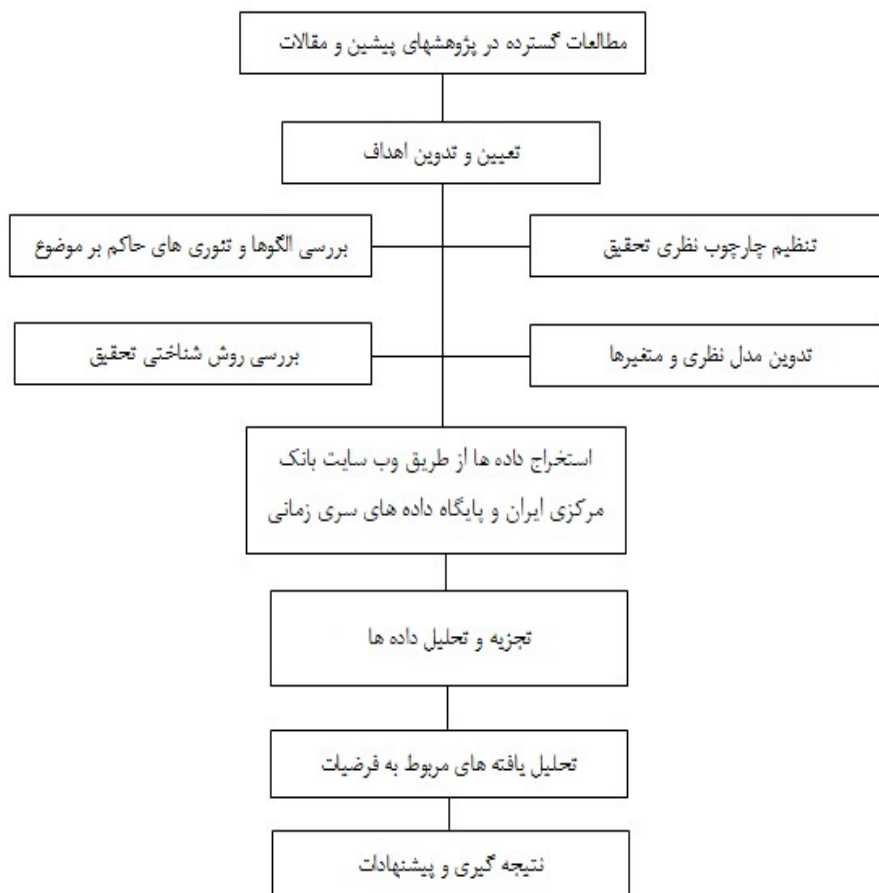 مطالعات گسترده در پژوهشهای پیشین و مقالات
تعیین و تدوین اهداف
تنظیم چارچوب نظری تحقیق
بررسی الگوها و تئوری های حاکم بر موضوع
تدوین مدل نظری و متغیرها
بررسی روش شناختی تحقیق
استخراج داده ها از طریق وب سایت بانک
مرکزی ایران و پایگاه داده های سری زمانی
تجزیه و تحلیل داده ها
تحلیل یافته های مربوط به فرضیات
نتیجه گیری و پیشنهادات